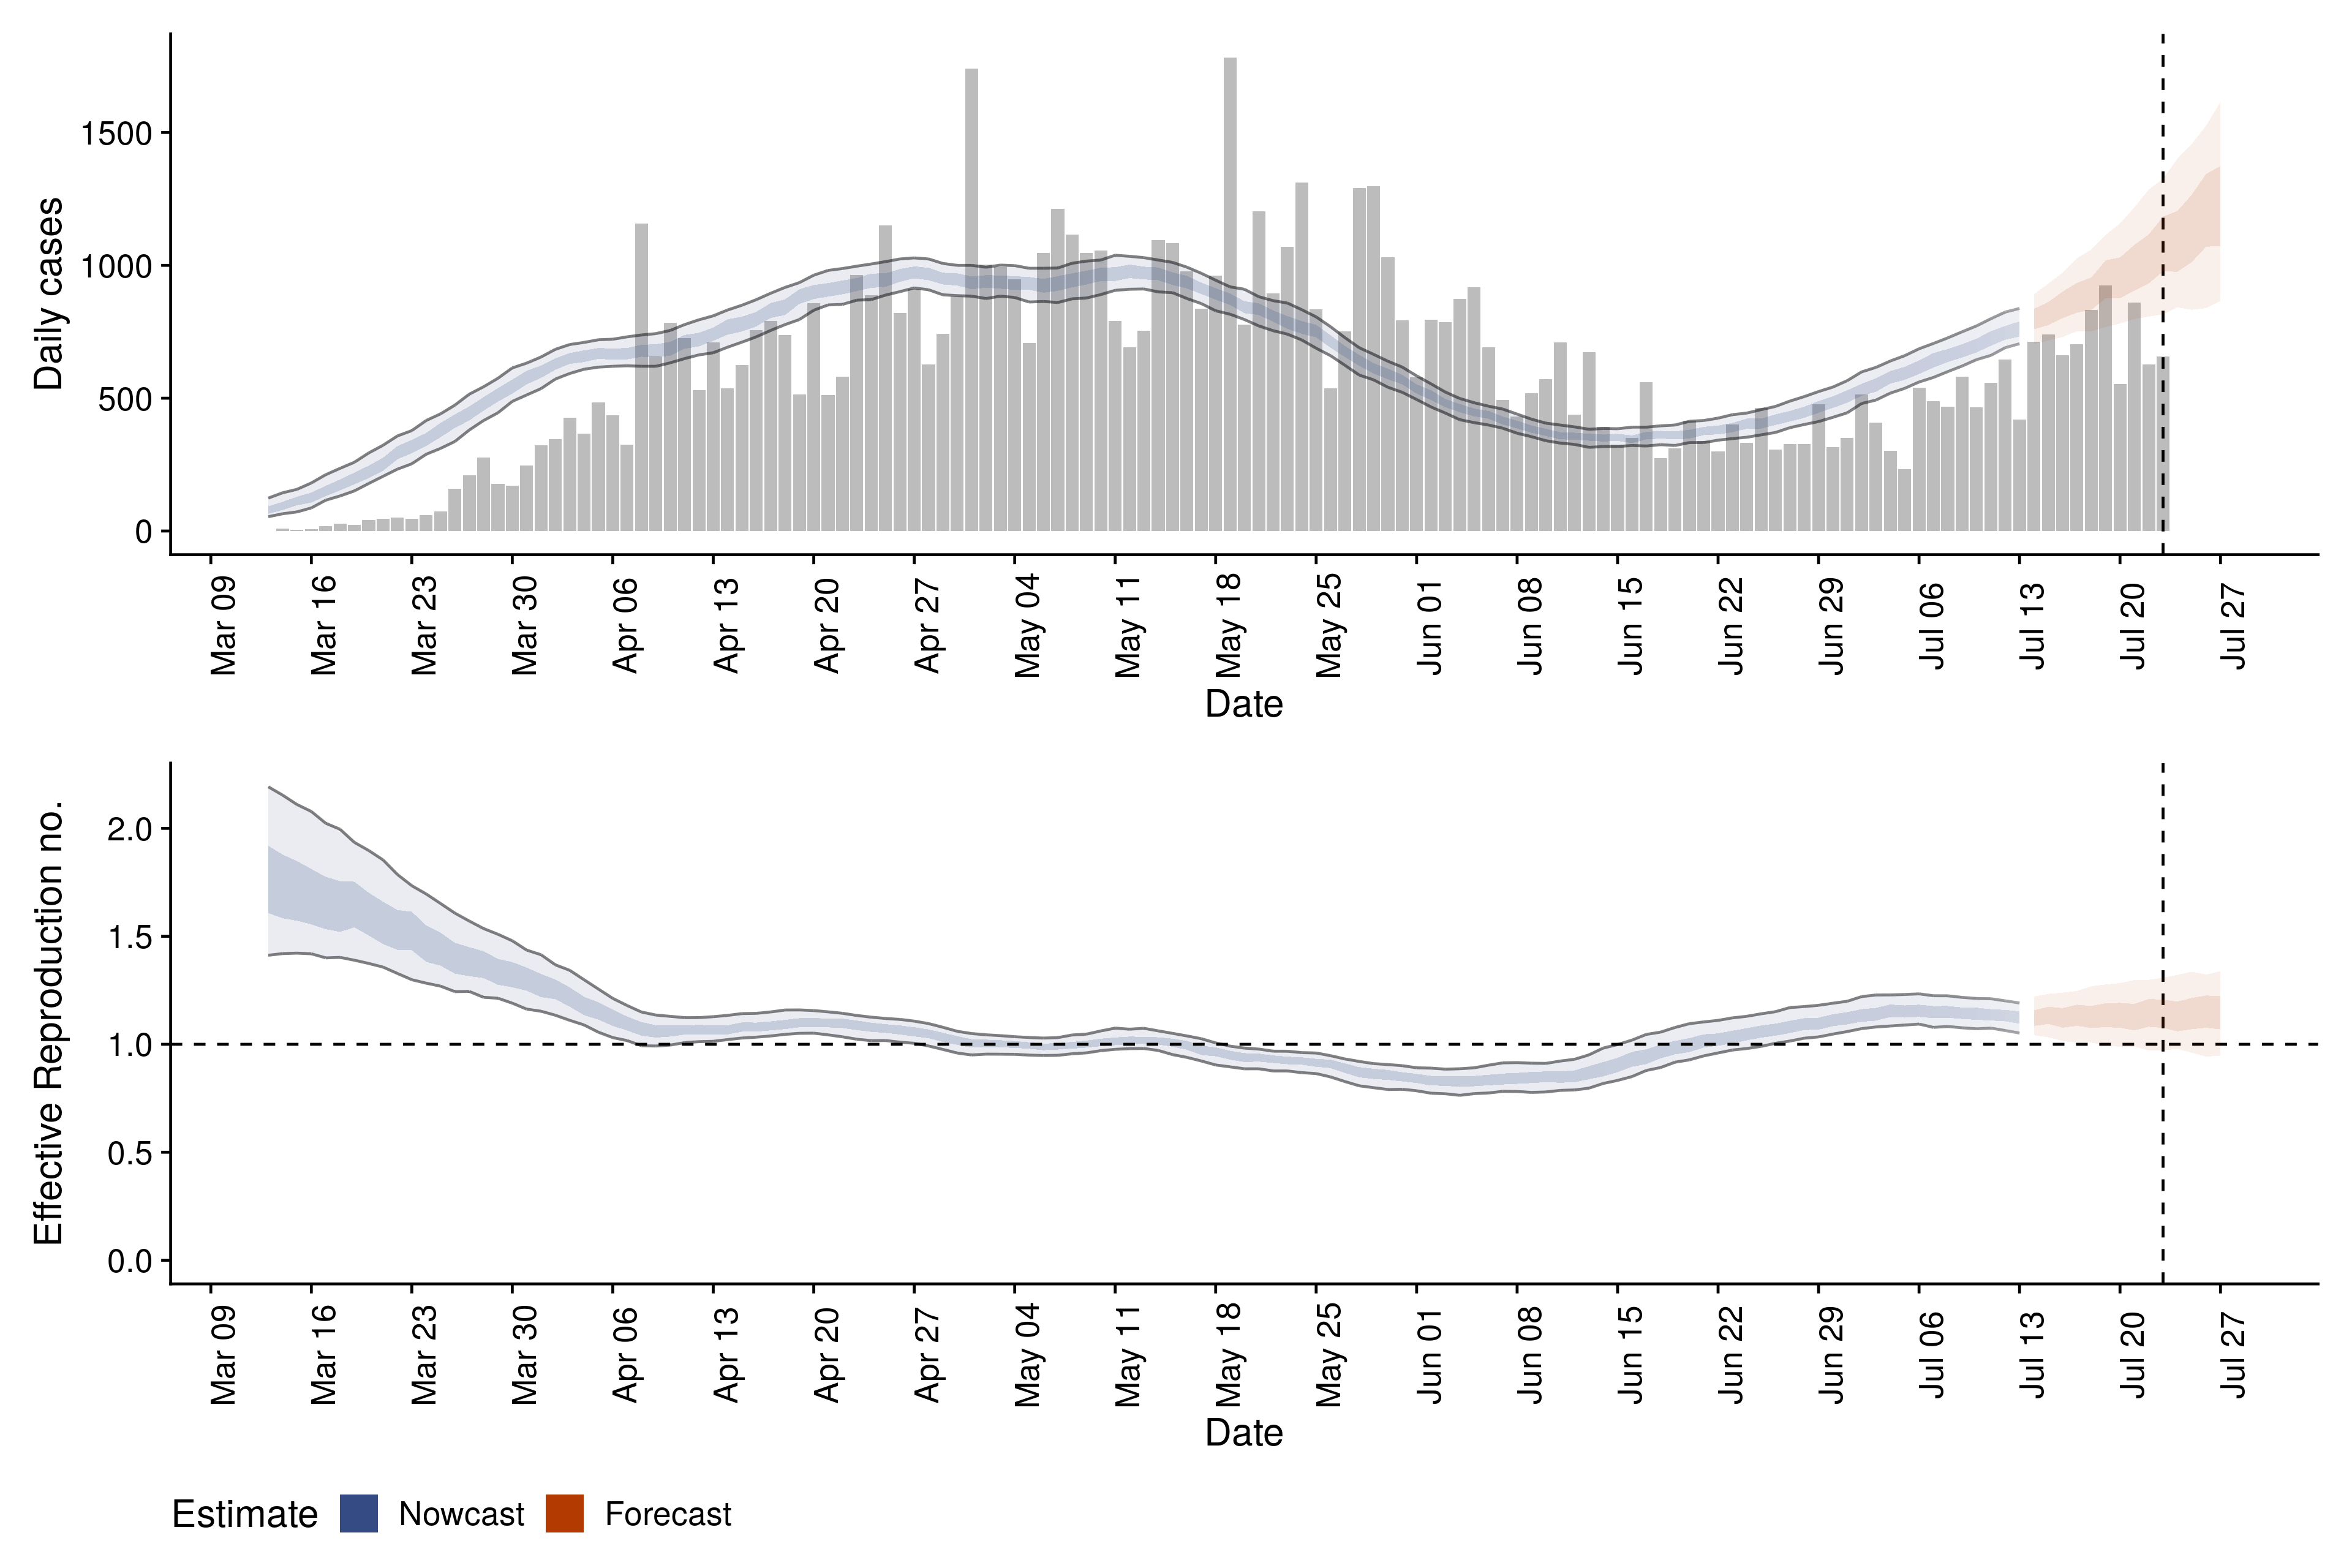 Daily cases
1500
1000
500
0
Mar 09 Mar 16 Mar 23 Mar 30 Apr 06 Apr 13 Apr 20 Apr 27 May 04 May 11 May 18 May 25 Jun 01 Jun 08 Jun 15 Jun 22 Jun 29 Jul 06 Jul 13 Jul 20 Jul 27
Date
Effective Reproduction no.
2.0
1.5
1.0
0.5
0.0
Mar 09 Mar 16 Mar 23 Mar 30 Apr 06 Apr 13 Apr 20 Apr 27 May 04 May 11 May 18 May 25 Jun 01 Jun 08 Jun 15 Jun 22 Jun 29 Jul 06 Jul 13 Jul 20 Jul 27
Date
Estimate Nowcast Forecast